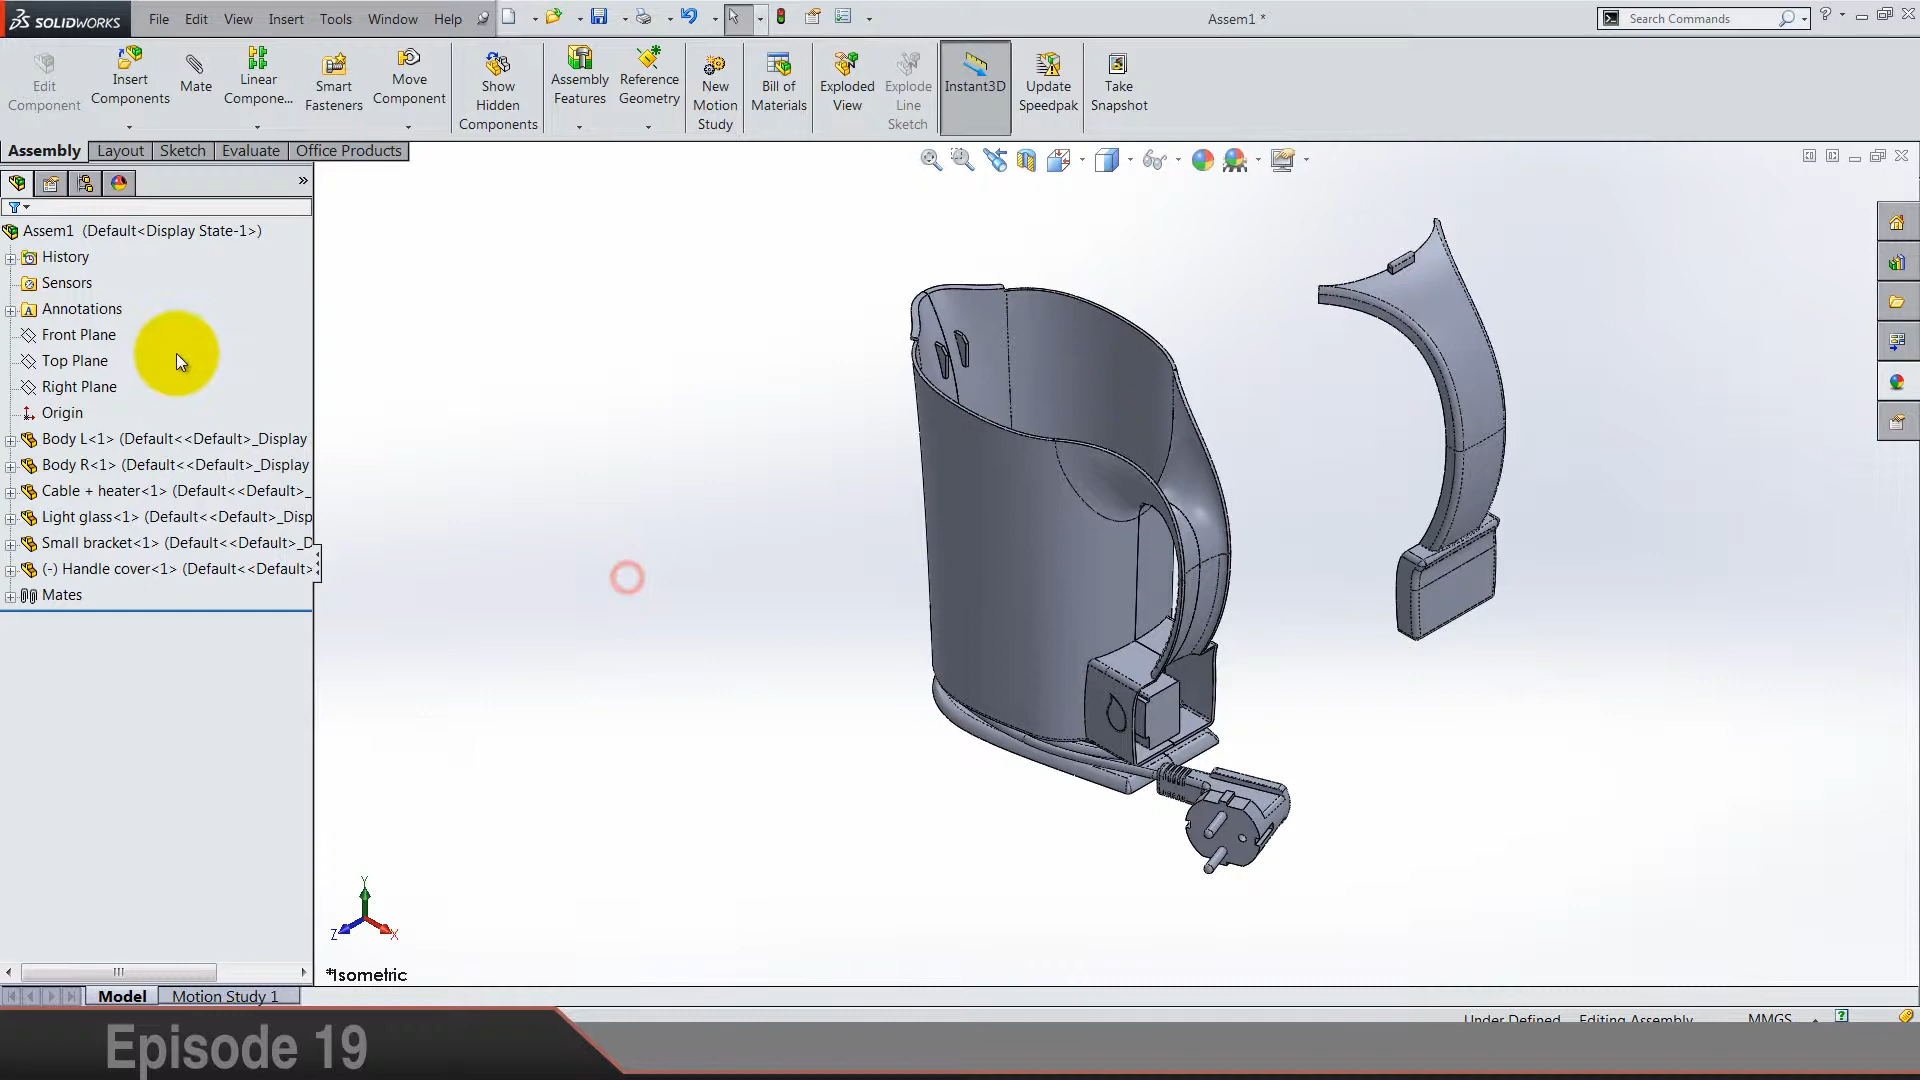 SOLIDWORKS File Edit View Insert Tools Window Help Assem1 * Search Commands
Edit Component
Insert Components
Mate
Linear Compone...
Smart Fasteners
Move Component
Show Hidden Components
Assembly Features
Reference Geometry
New Motion Study
Bill of Materials
Exploded View
Explode Line Sketch
Instant3D
Update Speedpak
Take Snapshot
Assembly Layout Sketch Evaluate Office Products
Assem1 (Default<Display State-1>)
History
Sensors
Annotations
Front Plane
Top Plane
Right Plane
Origin
Body L<1> (Default<<Default>_Display
Body R<1> (Default<<Default>_Display
Cable + heater<1> (Default<<Default>_
Light glass<1> (Default<<Default>_Disp
Small bracket<1> (Default<<Default>_D
(-) Handle cover<1> (Default<<Default>
Mates
Y
Z X
*Isometric
Model Motion Study 1
Under Defined Editing Assembly MMGS
Episode 19